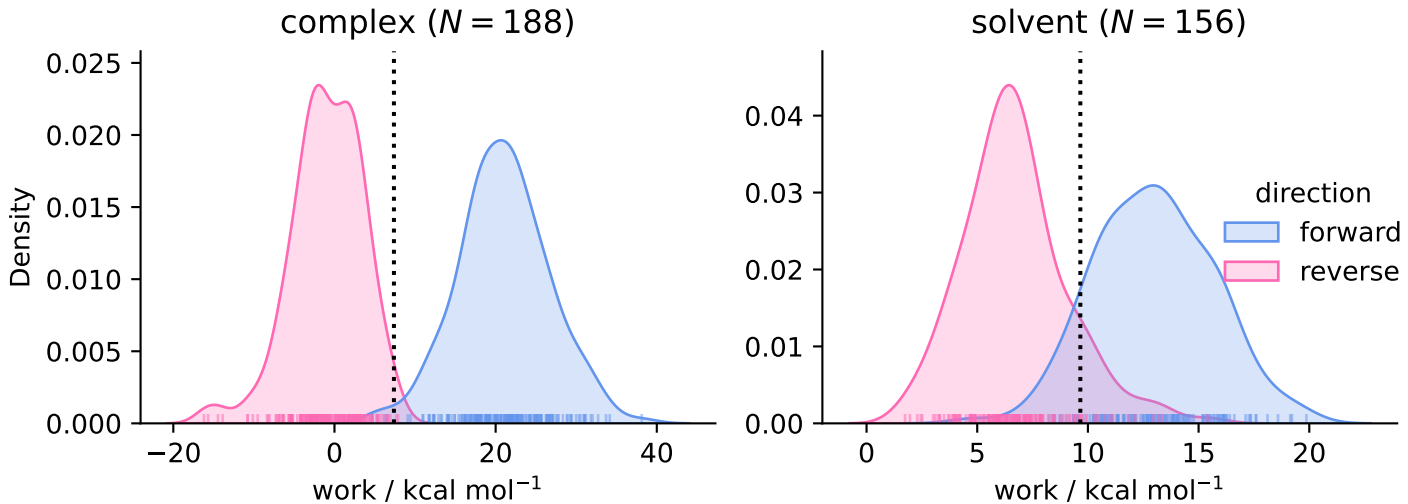 complex (N = 188)
0.025
0.020
0.015
0.010
0.005
0.000
Density
−20 0 20 40
work / kcal mol⁻¹
solvent (N = 156)
0.04
0.03
0.02
0.01
0.00
0 5 10 15 20
work / kcal mol⁻¹
direction
forward
reverse